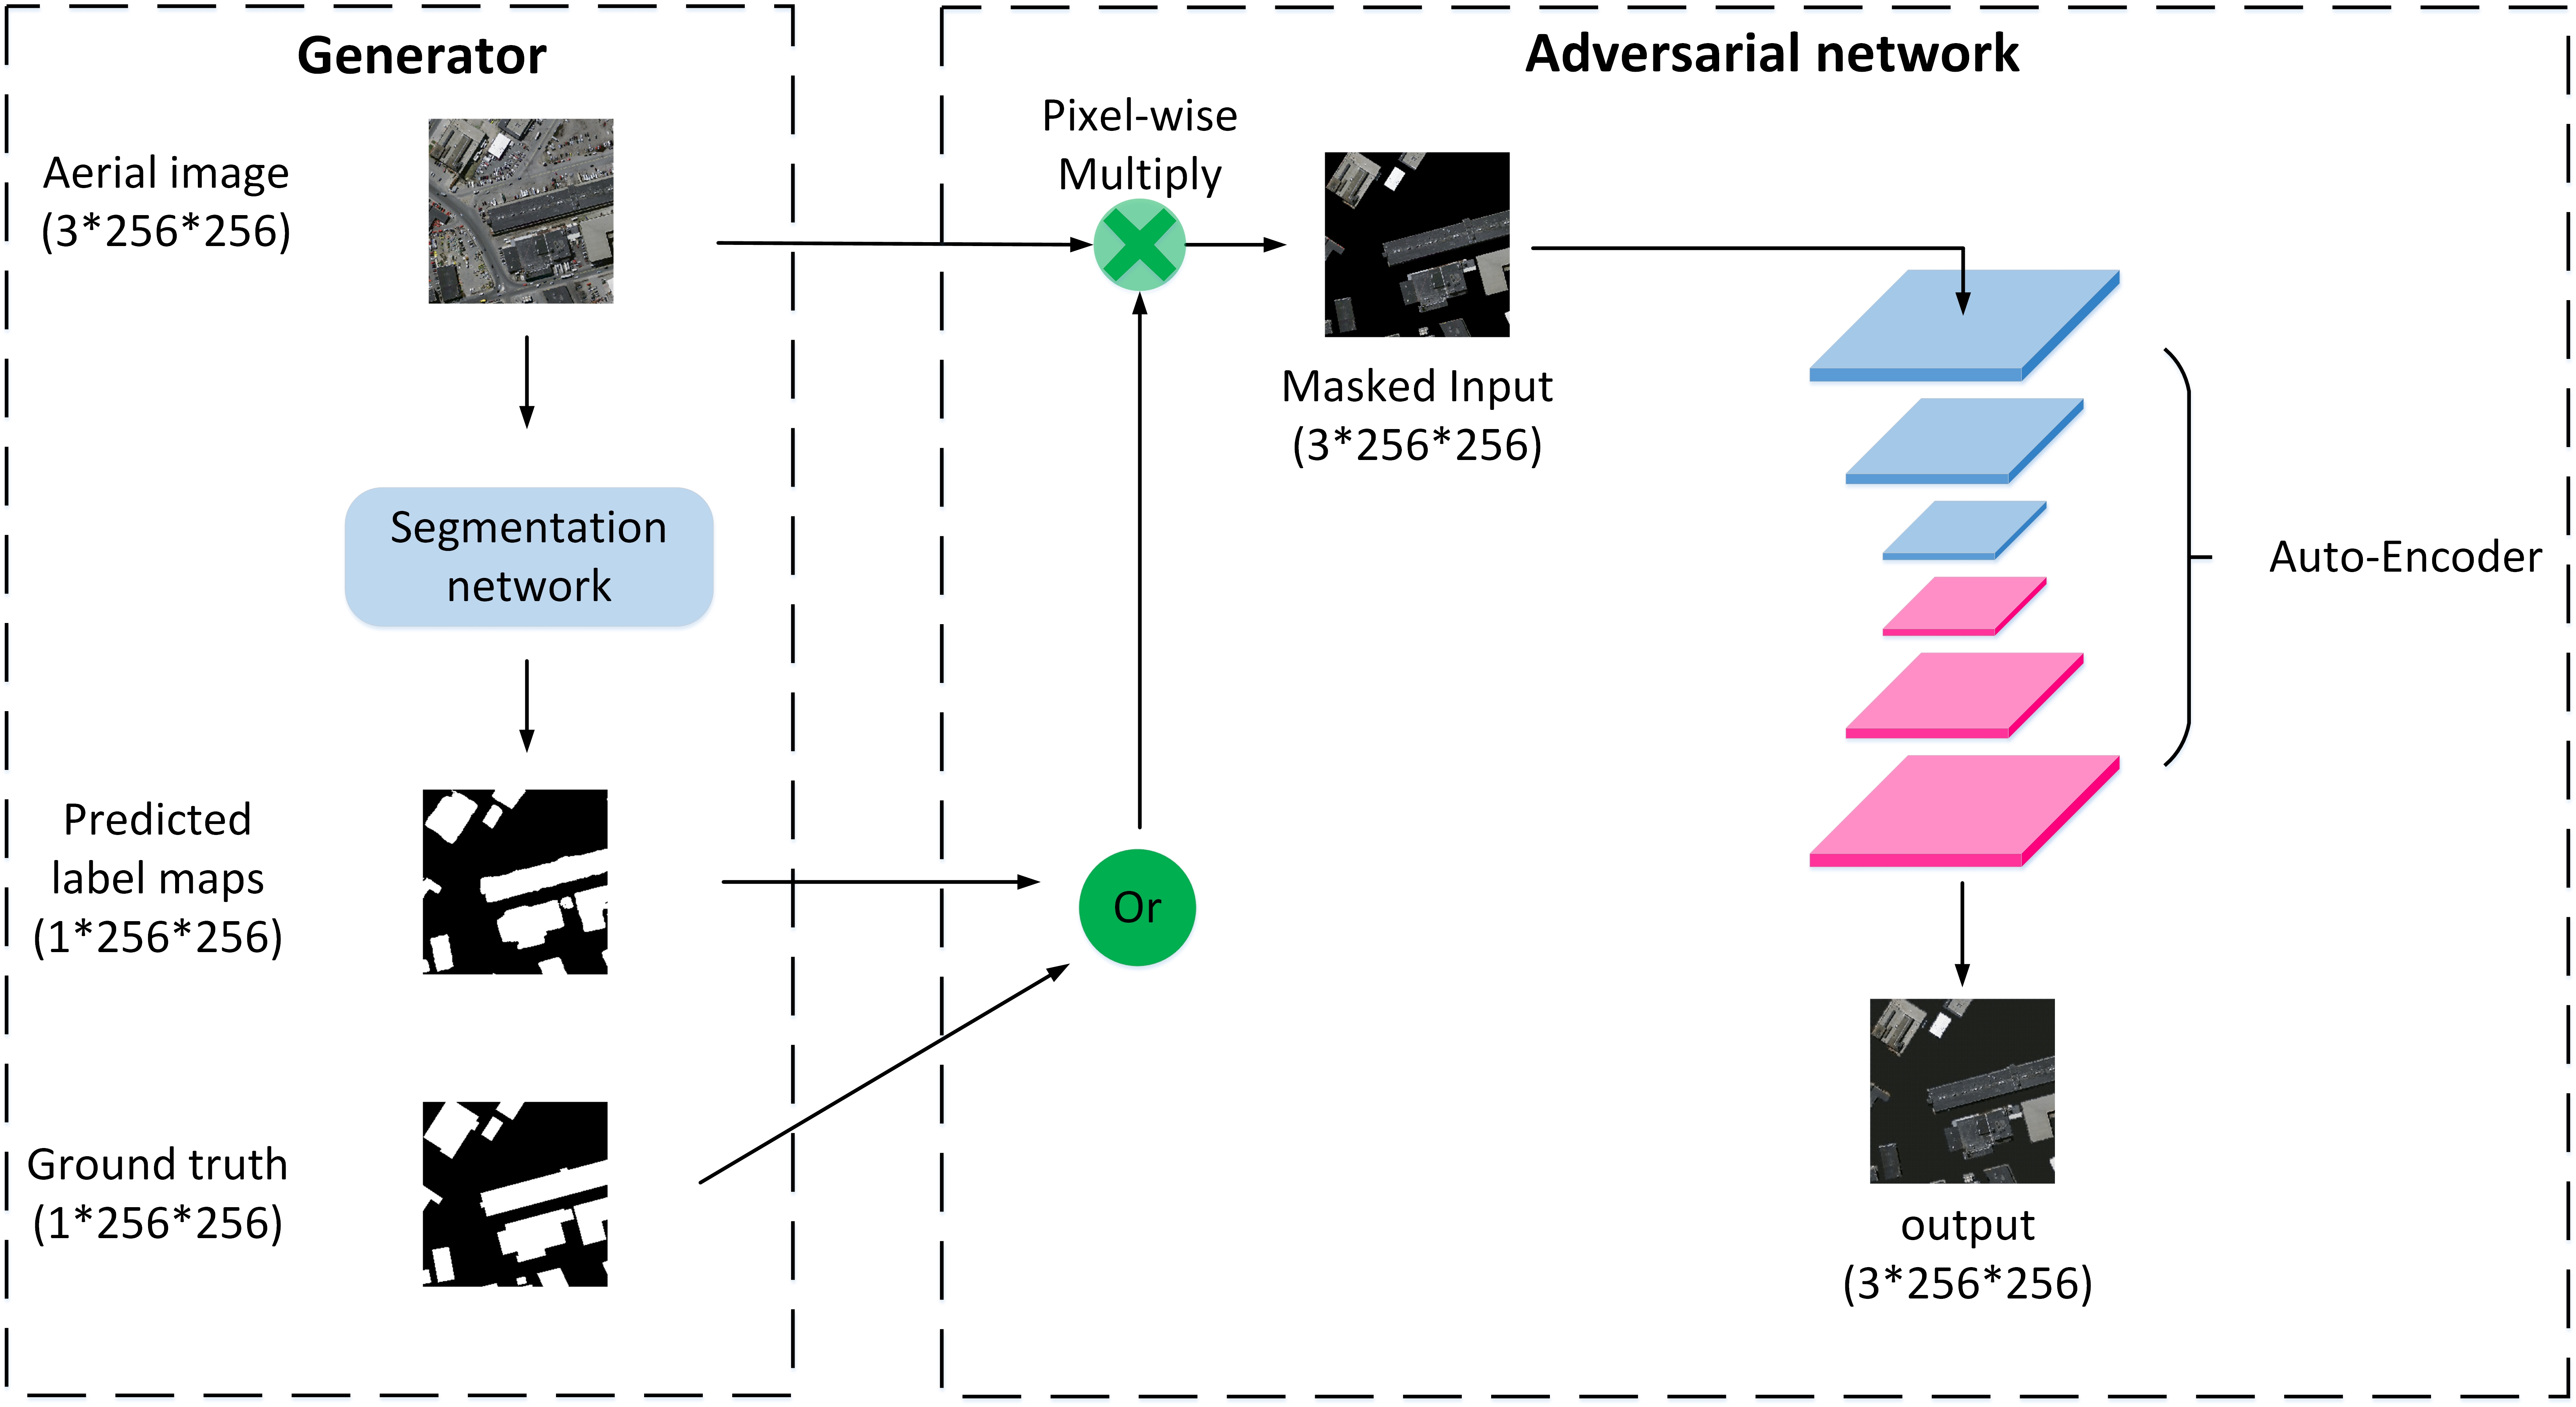 Generator
Aerial image
(3*256*256)
Segmentation
network
Predicted
label maps
(1*256*256)
Ground truth
(1*256*256)
Adversarial network
Pixel-wise
Multiply
Masked Input
(3*256*256)
Or
Auto-Encoder
output
(3*256*256)